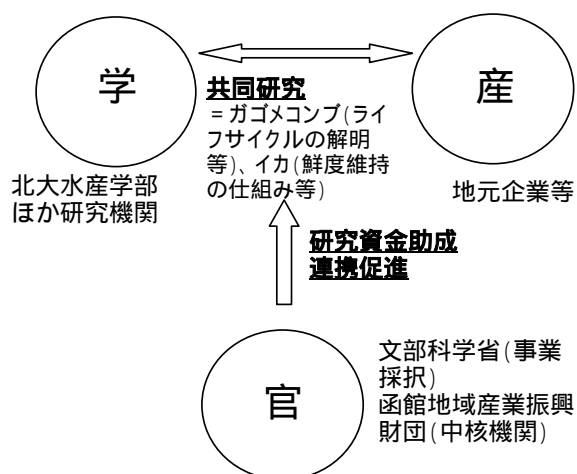 学
産
共同研究
=ガゴメコンブ(ライ
フサイクルの解明
等)、イカ(鮮度維持
の仕組み等)
北大水産学部
ほか研究機関
地元企業等
研究資金助成
連携促進
官
文部科学省(事業
採択)
函館地域産業振興
財団(中核機関)